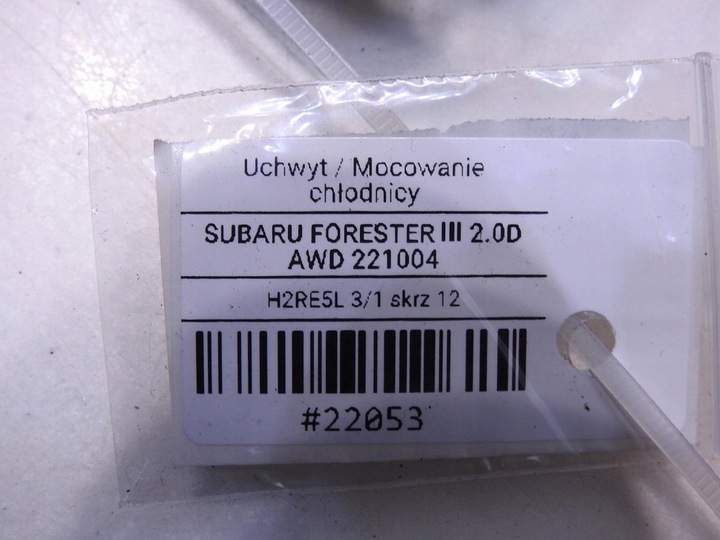 Uchwyt / Mocowanie
chłodnicy
SUBARU FORESTER III 2.0D
AWD 221004
H2RE5L 3/1 skrz 12
#22053